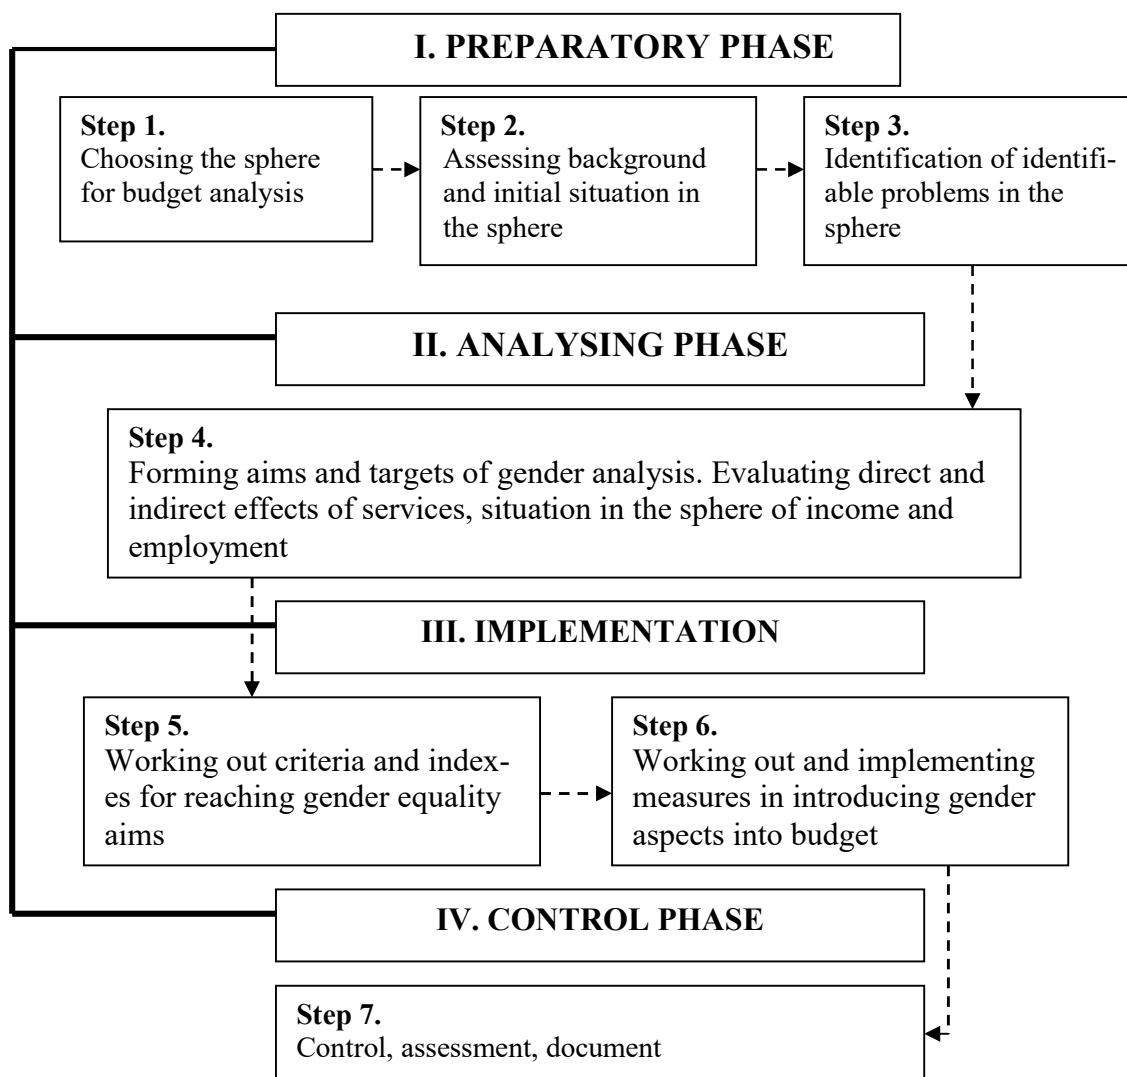 I. PREPARATORY PHASE
Step 1.
Choosing the sphere
for budget analysis
Step 2.
Assessing background
and initial situation in
the sphere
Step 3.
Identification of identifi-
able problems in the
sphere
II. ANALYSING PHASE
Step 4.
Forming aims and targets of gender analysis. Evaluating direct and
indirect effects of services, situation in the sphere of income and
employment
III. IMPLEMENTATION
Step 5.
Working out criteria and index-
es for reaching gender equality
aims
Step 6.
Working out and implementing
measures in introducing gender
aspects into budget
IV. CONTROL PHASE
Step 7.
Control, assessment, document